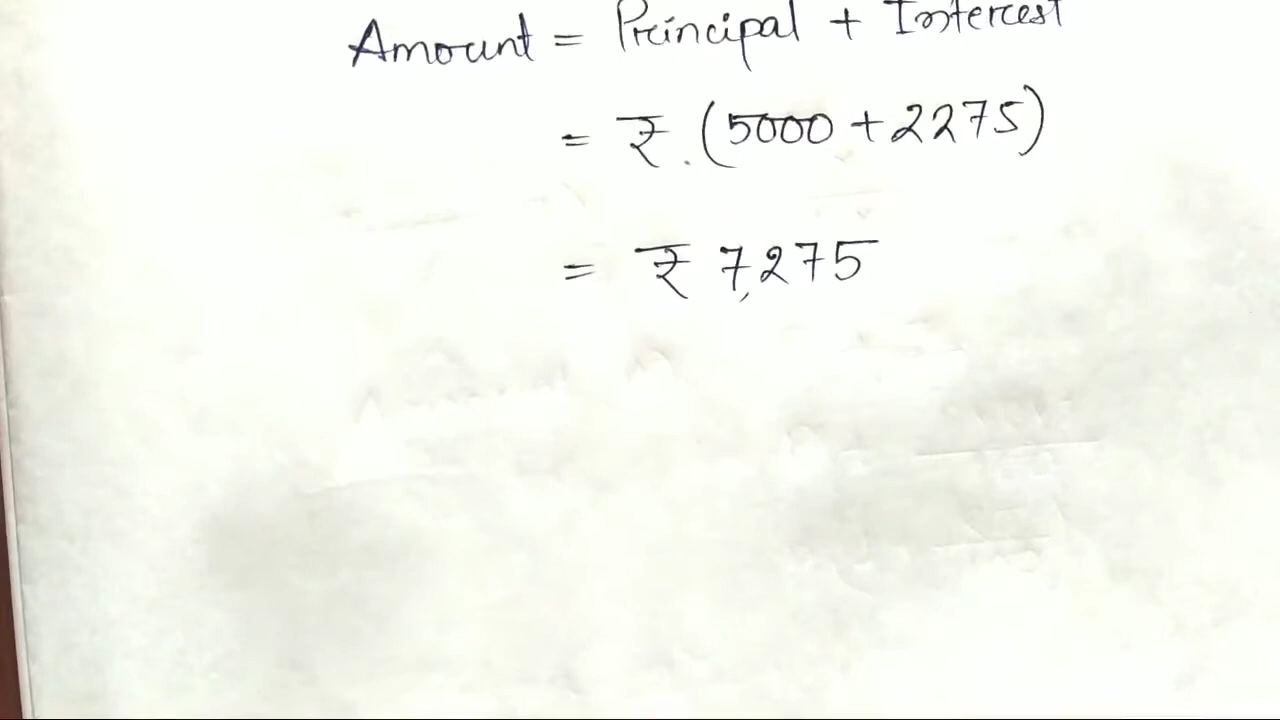 Amount = Principal + Interest
= ₹. (5000 + 2275)
= ₹ 7,275